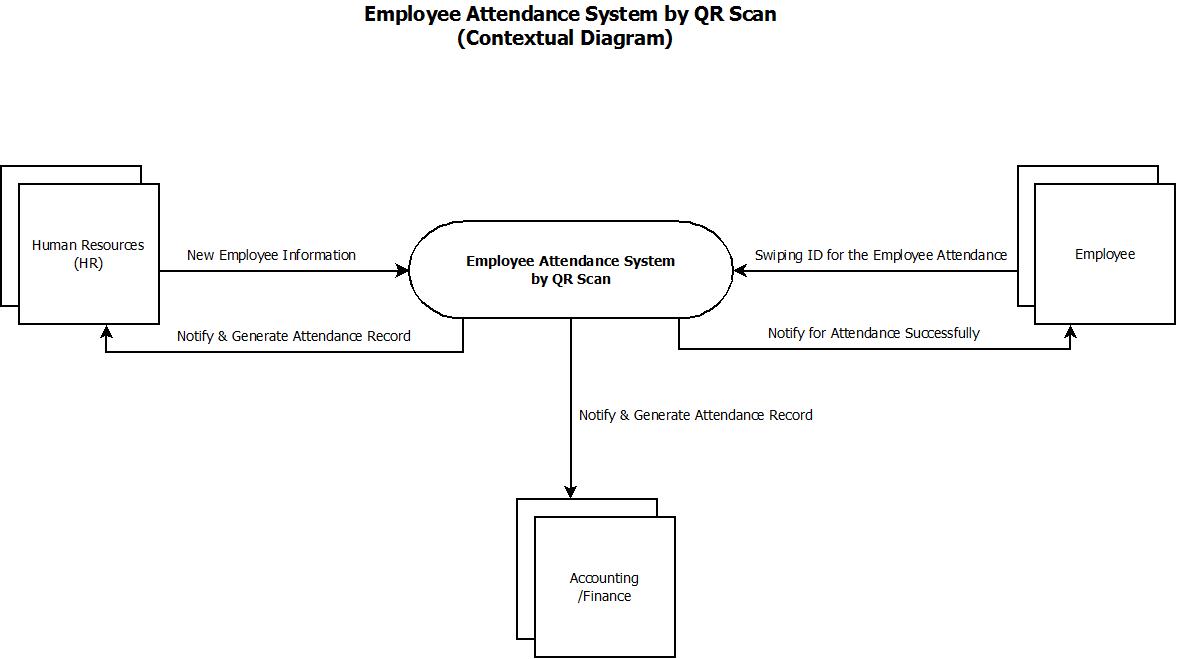 Employee Attendance System by QR Scan
(Contextual Diagram)
Human Resources
(HR)
New Employee Information
Employee Attendance System
by QR Scan
Swiping ID for the Employee Attendance
Employee
Notify & Generate Attendance Record
Notify for Attendance Successfully
Notify & Generate Attendance Record
Accounting
/Finance